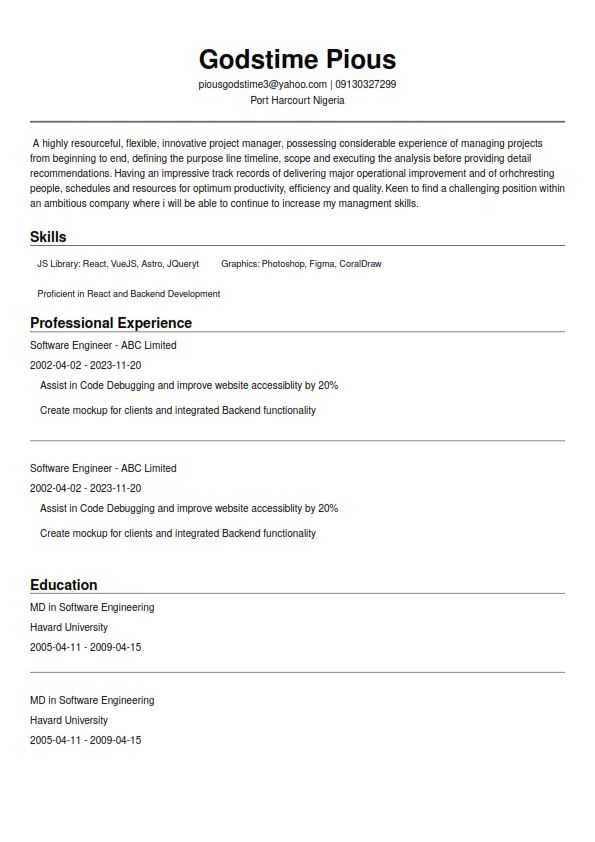 Godstime Pious
piousgodstime3@yahoo.com | 09130327299
Port Harcourt Nigeria
A highly resourceful, flexible, innovative project manager, possessing considerable experience of managing projects
from beginning to end, defining the purpose line timeline, scope and executing the analysis before providing detail
recommendations. Having an impressive track records of delivering major operational improvement and of orhchresting
people, schedules and resources for optimum productivity, efficiency and quality. Keen to find a challenging position within
an ambitious company where i will be able to continue to increase my managment skills.
Skills
JS Library: React, VueJS, Astro, JQueryt Graphics: Photoshop, Figma, CoralDraw
Proficient in React and Backend Development
Professional Experience
Software Engineer - ABC Limited
2002-04-02 - 2023-11-20
Assist in Code Debugging and improve website accessiblity by 20%
Create mockup for clients and integrated Backend functionality
Software Engineer - ABC Limited
2002-04-02 - 2023-11-20
Assist in Code Debugging and improve website accessiblity by 20%
Create mockup for clients and integrated Backend functionality
Education
MD in Software Engineering
Havard University
2005-04-11 - 2009-04-15
MD in Software Engineering
Havard University
2005-04-11 - 2009-04-15